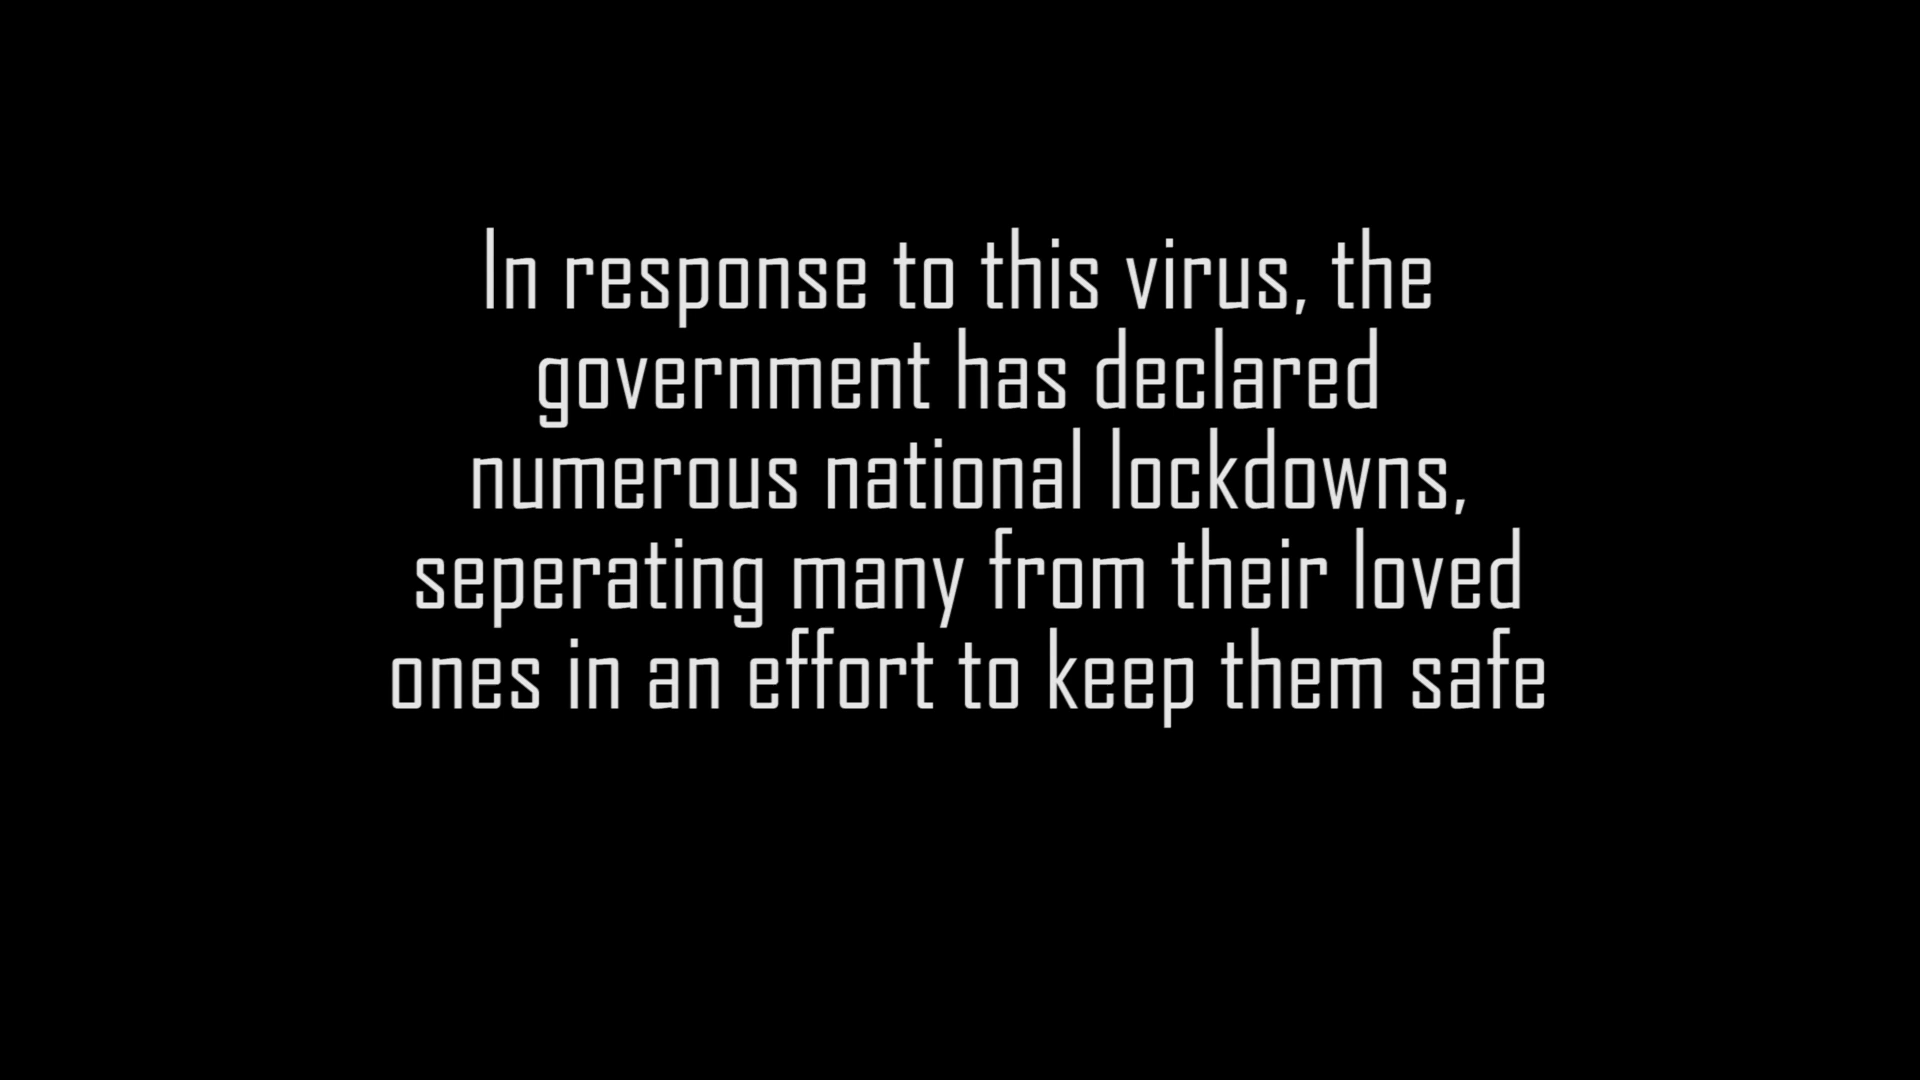 In response to this virus, the
government has declared
numerous national lockdowns,
seperating many from their loved
ones in an effort to keep them safe